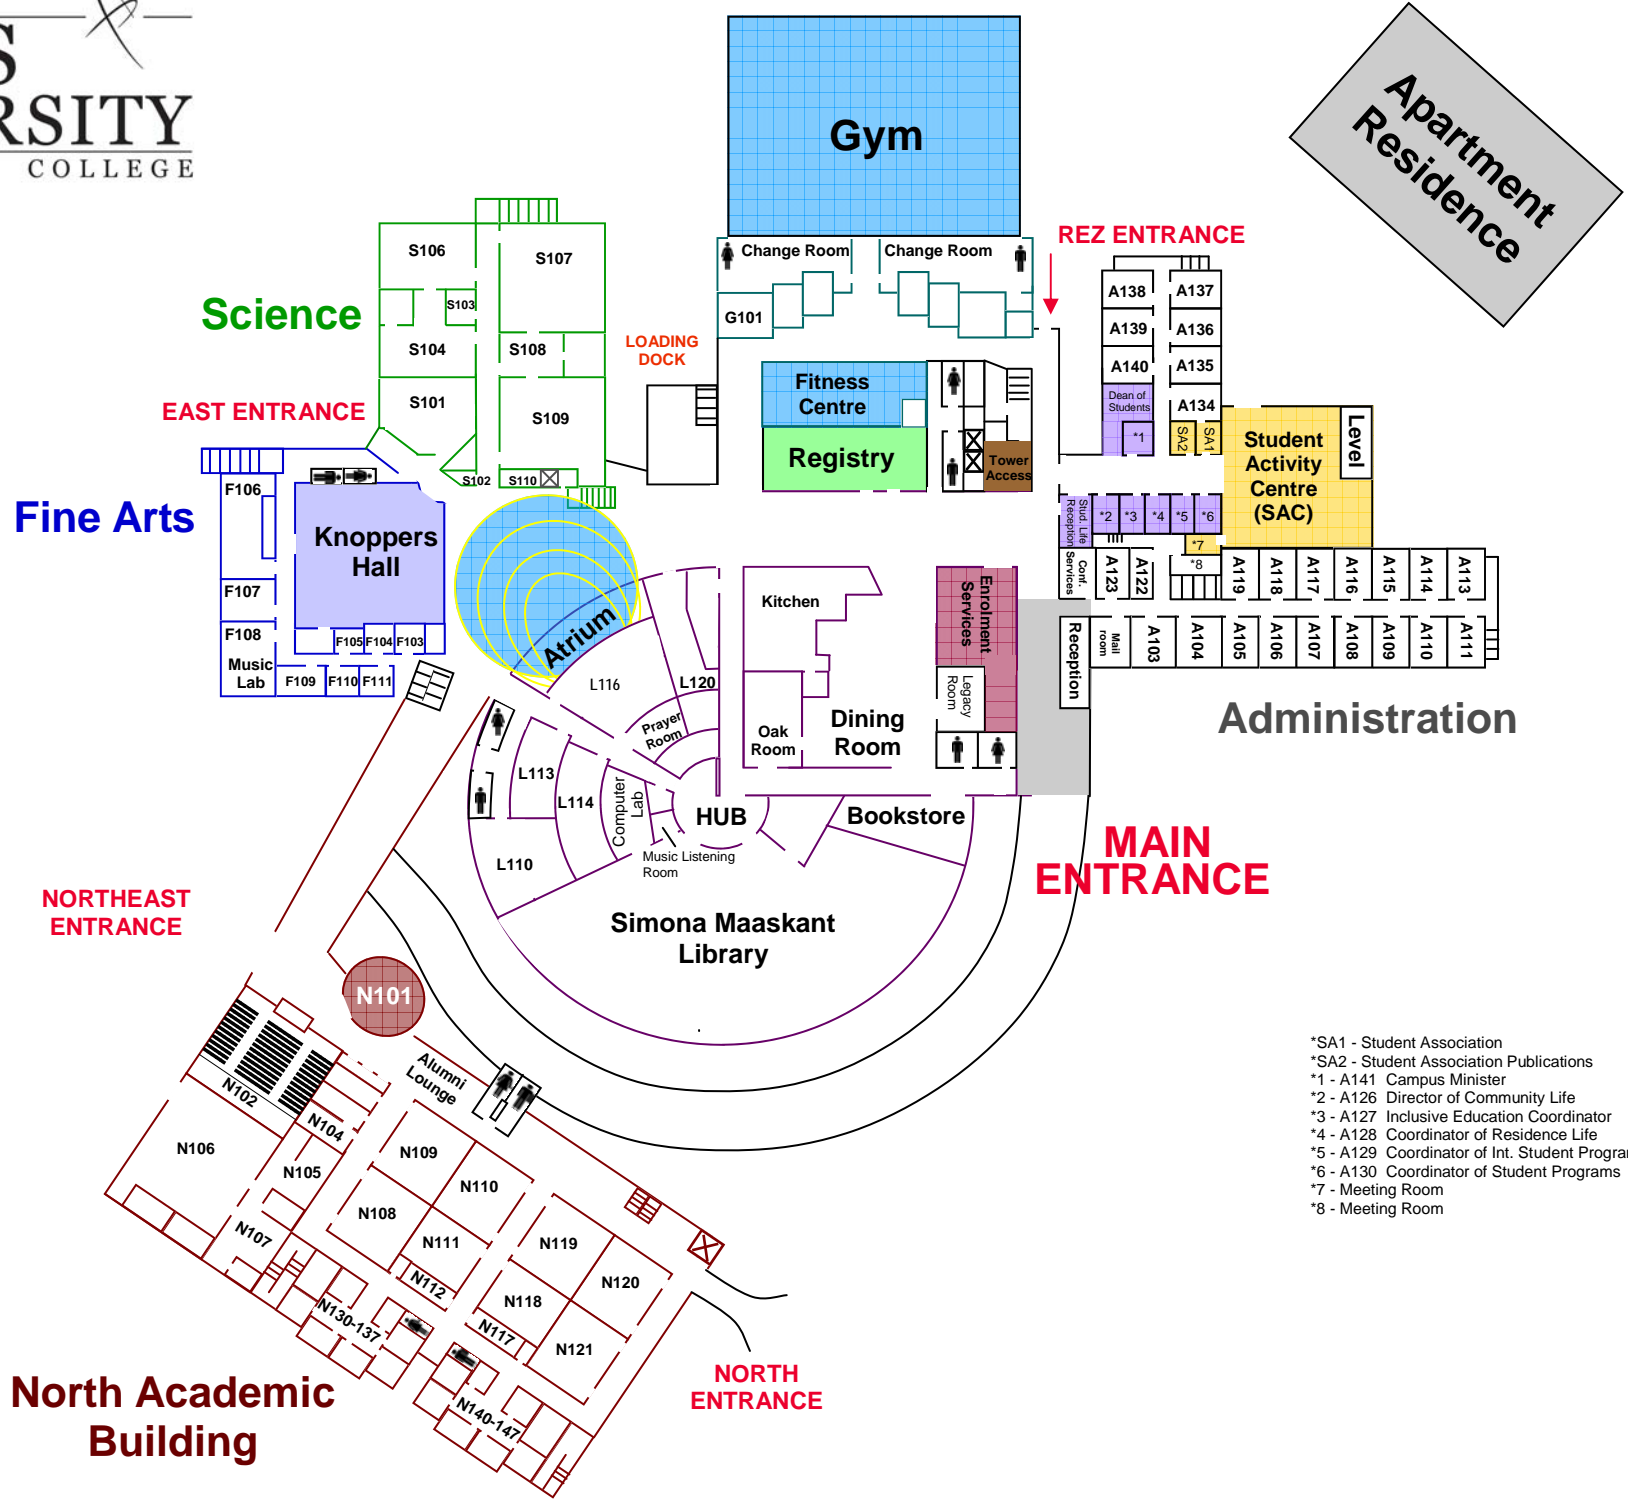 S
RSITY
COLLEGE
Gym
Apartment
Residence
Change Room
Change Room
REZ ENTRANCE
G101
Science
S106
S107
S103
S104
S108
S101
S109
S102
S110
LOADING
DOCK
EAST ENTRANCE
Fitness
Centre
Registry
Tower
Access
A138
A137
A139
A136
A140
A135
Dean of
Students
A134
*1
SA2
SA1
Student
Activity
Centre
(SAC)
Level
Stud. Life
Reception
*2
*3
*4
*5
*6
*7
*8
Conf.
Services
A123
A122
A119
A118
A117
A116
A115
A114
A113
Reception
Mail
room
A103
A104
A105
A106
A107
A108
A109
A110
A111
Administration
Fine Arts
F106
Knoppers
Hall
F107
F108
Music
Lab
F105
F104
F103
F109
F110
F111
Atrium
L116
L120
Prayer
Room
Kitchen
Oak
Room
Dining
Room
Enrolment
Services
Legacy
Room
L113
L114
L110
Computer
Lab
Music Listening
Room
HUB
Bookstore
Simona Maaskant
Library
MAIN
ENTRANCE
NORTHEAST
ENTRANCE
N101
Alumni
Lounge
N102
N104
N106
N105
N107
N109
N110
N108
N111
N112
N119
N120
N118
N117
N121
N130-137
N140-147
NORTH
ENTRANCE
North Academic
Building
*SA1 - Student Association
*SA2 - Student Association Publications
*1 - A141 Campus Minister
*2 - A126 Director of Community Life
*3 - A127 Inclusive Education Coordinator
*4 - A128 Coordinator of Residence Life
*5 - A129 Coordinator of Int. Student Progra
*6 - A130 Coordinator of Student Programs
*7 - Meeting Room
*8 - Meeting Room